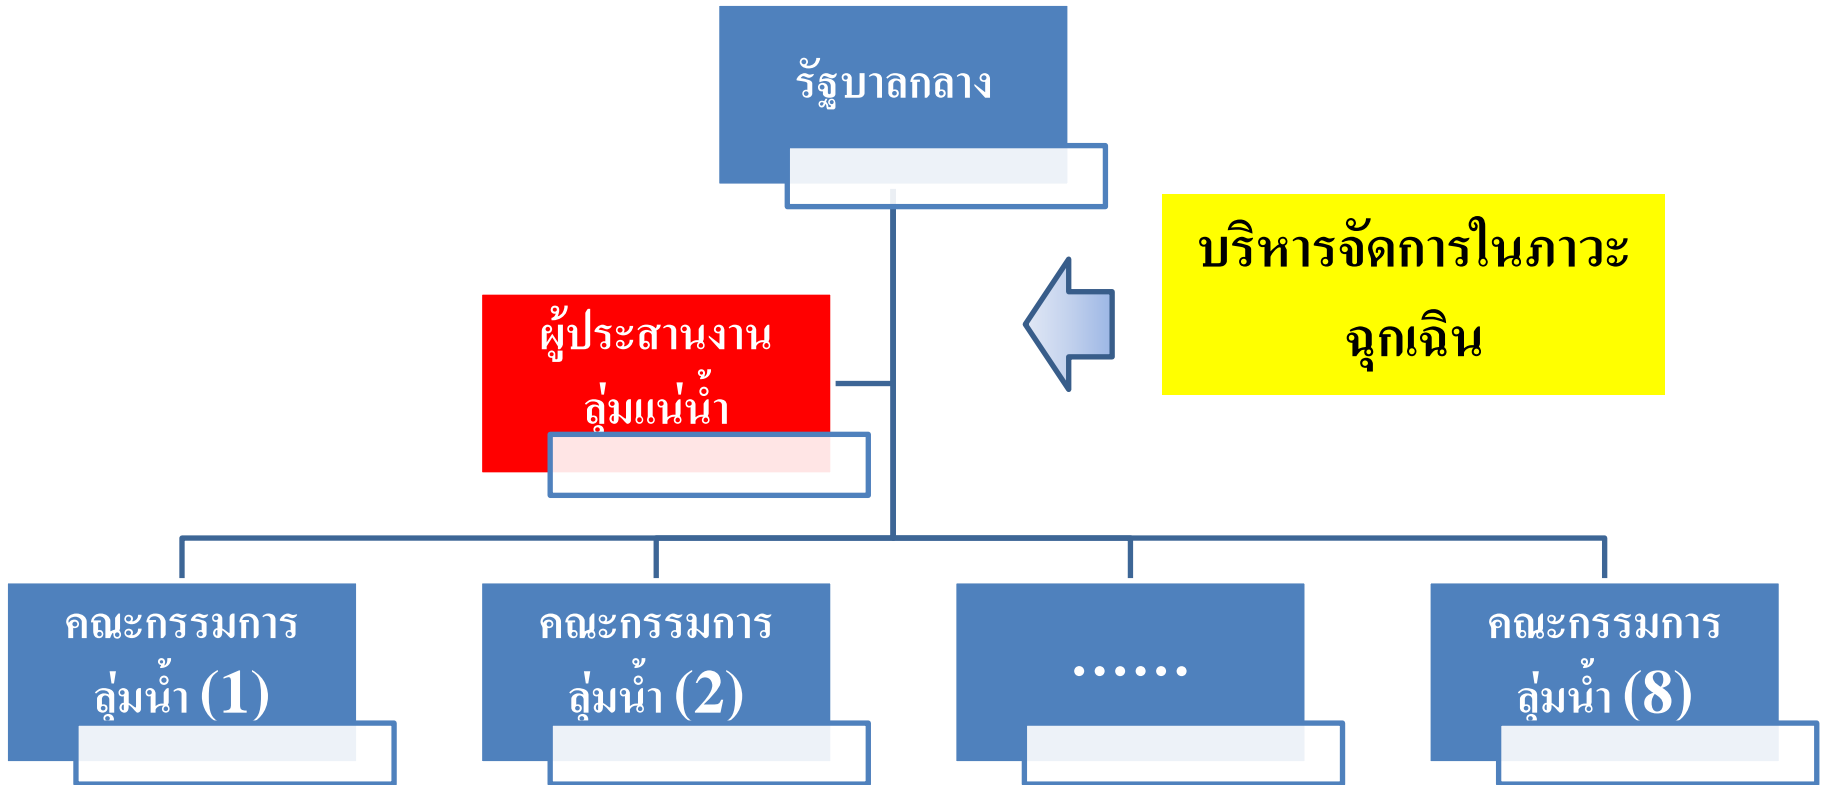 รัฐบาลกลาง
บริหารจัดการในภาวะ
ฉุกเฉิน
ผู้ประสานงาน
ลุ่มแน่น้ำ
คณะกรรมการ
ลุ่มน้ำ (1)
คณะกรรมการ
ลุ่มน้ำ (2)
......
คณะกรรมการ
ลุ่มน้ำ (8)